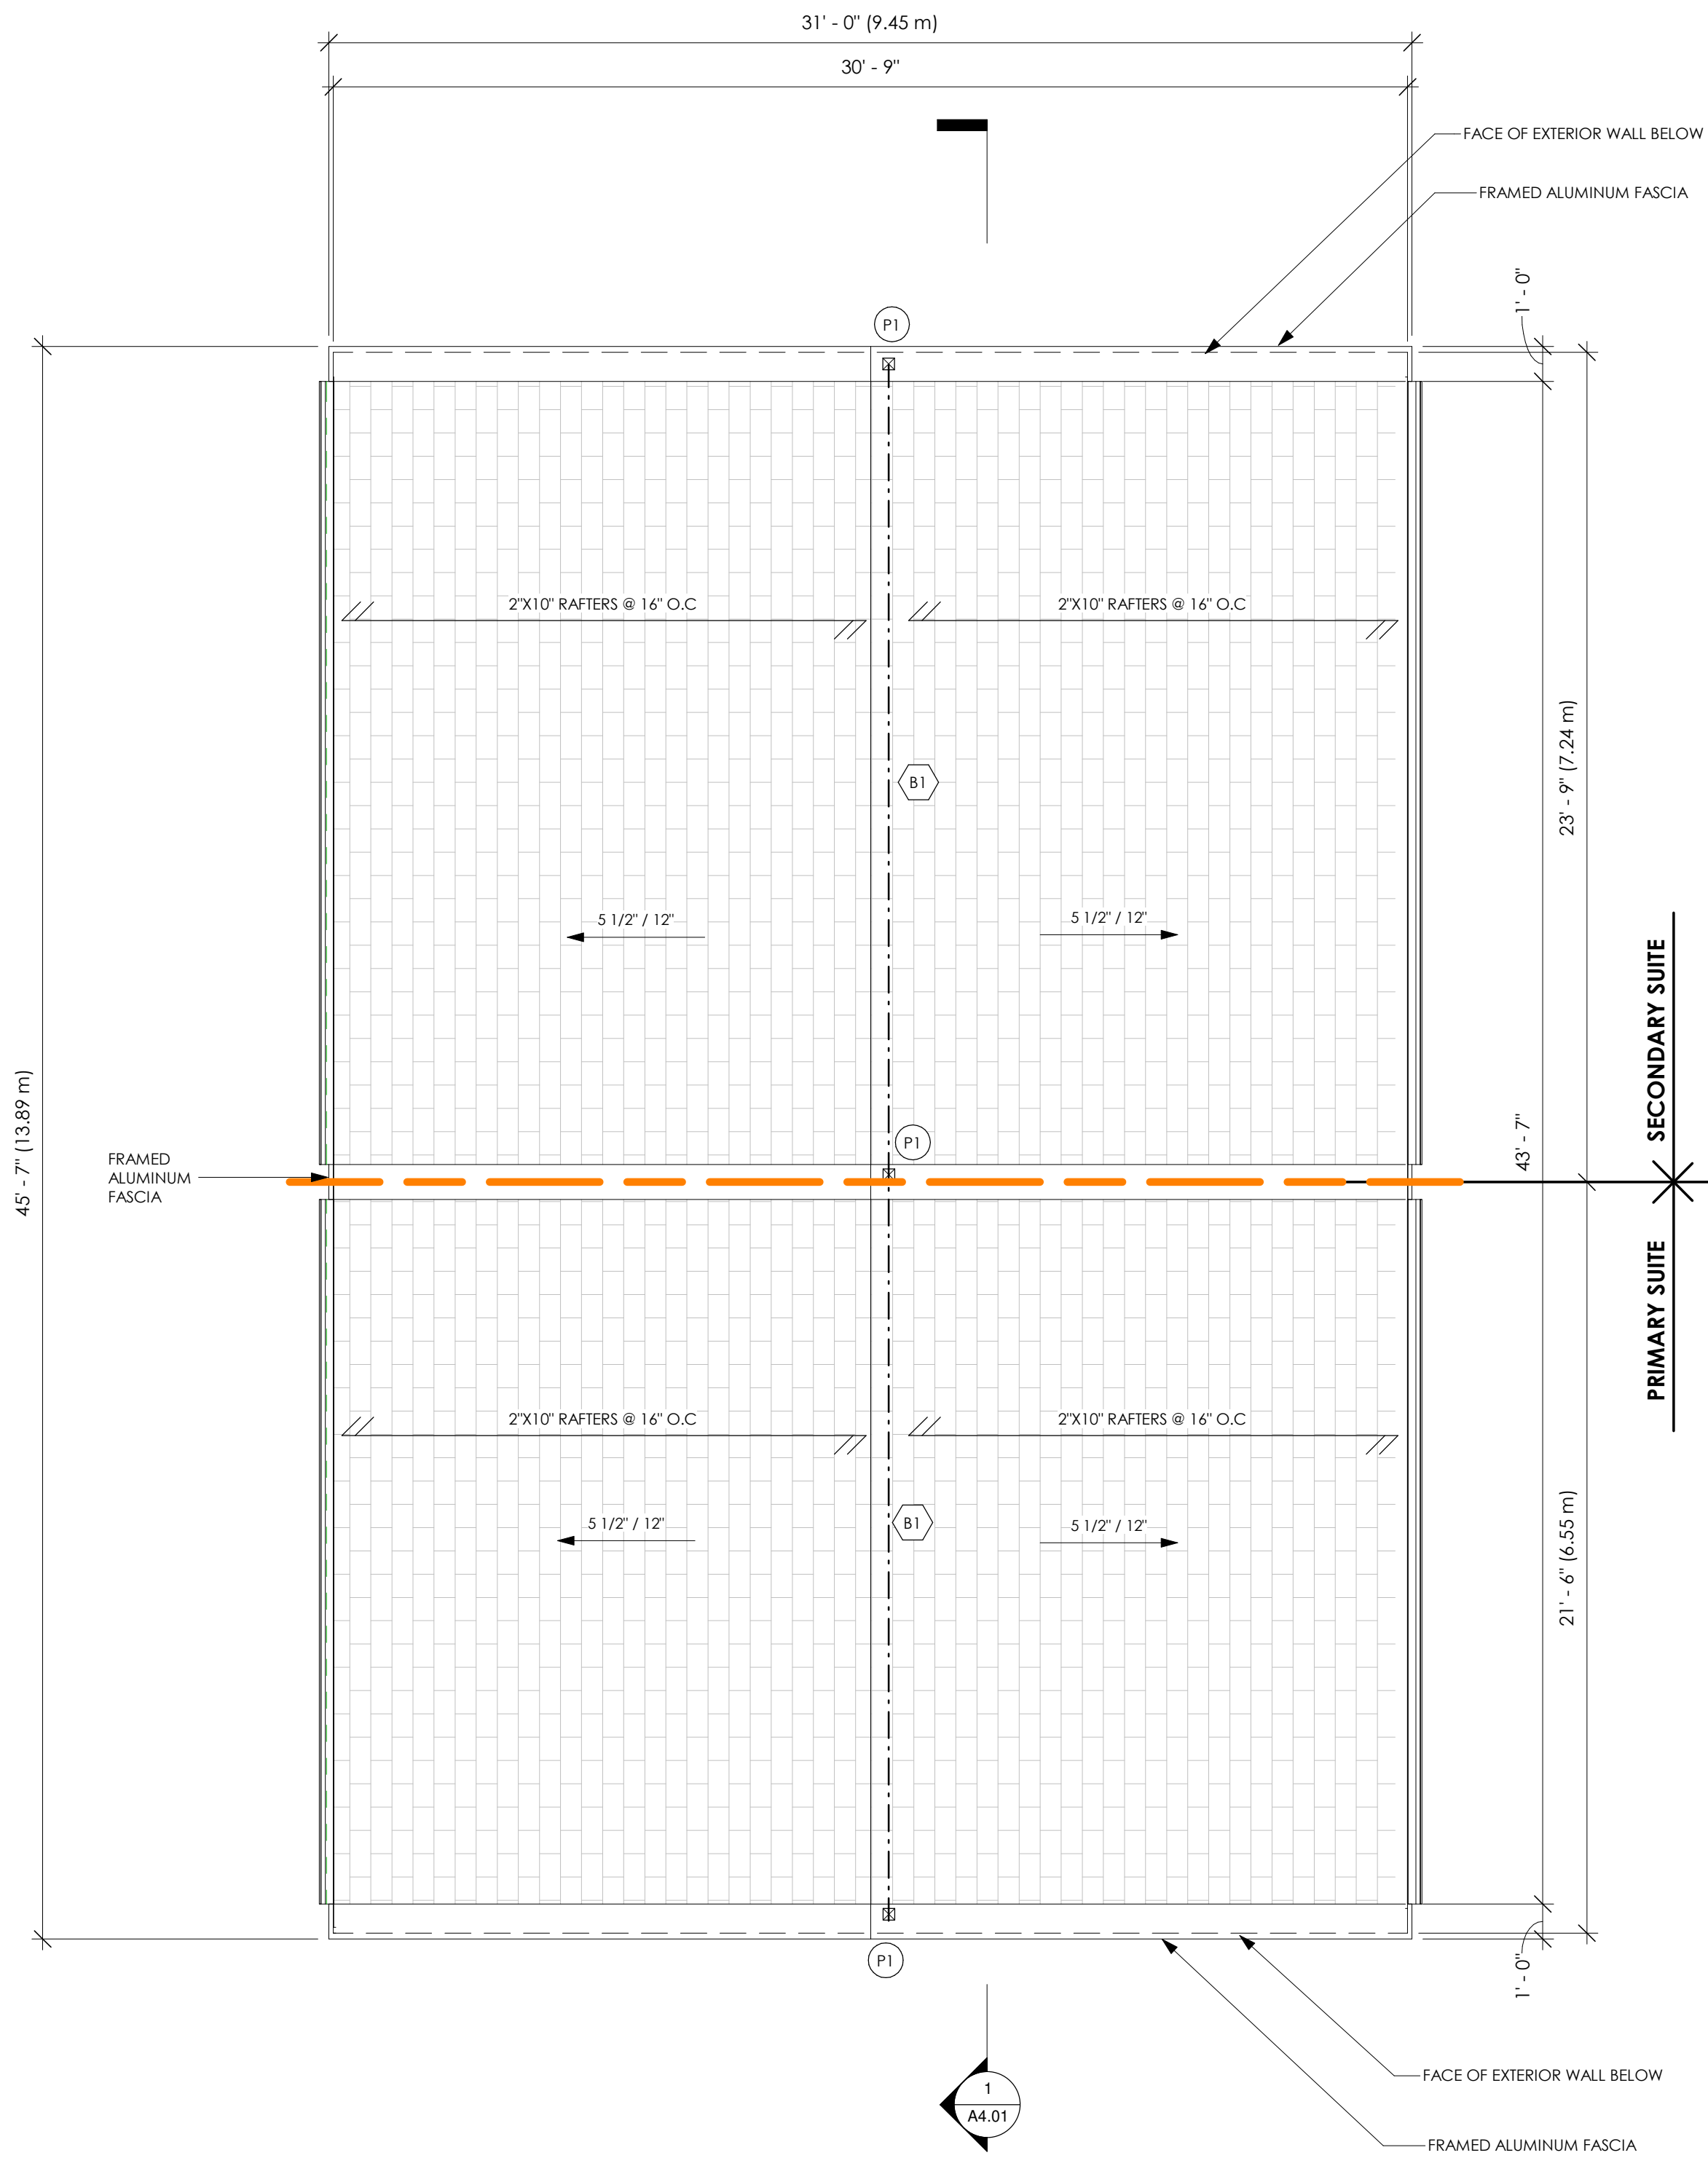 31' - 0" (9.45 m)
30' - 9"
FACE OF EXTERIOR WALL BELOW
FRAMED ALUMINUM FASCIA
1' - 0"
P1
2"X10" RAFTERS @ 16" O.C
2"X10" RAFTERS @ 16" O.C
B1
23' - 9" (7.24 m)
5 1/2" / 12"
5 1/2" / 12"
SECONDARY SUITE
45' - 7" (13.89 m)
43' - 7"
P1
FRAMED
ALUMINUM
FASCIA
PRIMARY SUITE
2"X10" RAFTERS @ 16" O.C
2"X10" RAFTERS @ 16" O.C
B1
5 1/2" / 12"
5 1/2" / 12"
21' - 6" (6.55 m)
P1
1' - 0"
1
A4.01
FACE OF EXTERIOR WALL BELOW
FRAMED ALUMINUM FASCIA